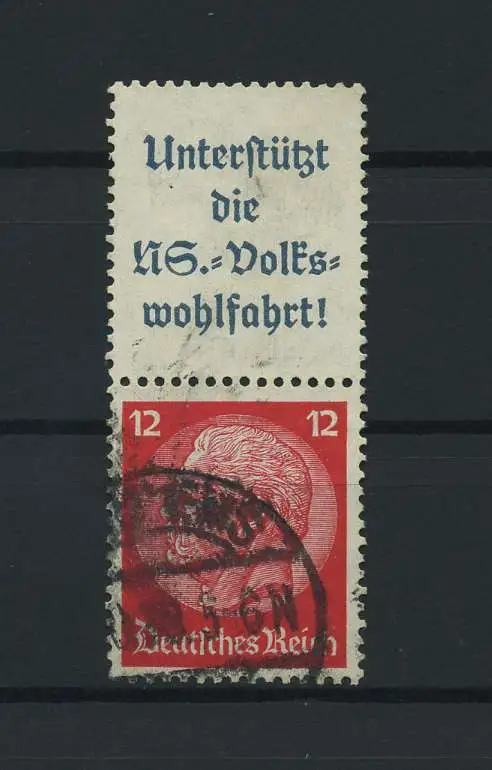 Unterstützt
die
NS.-Volks-
wohlfahrt!
12 12
Deutsches Reich